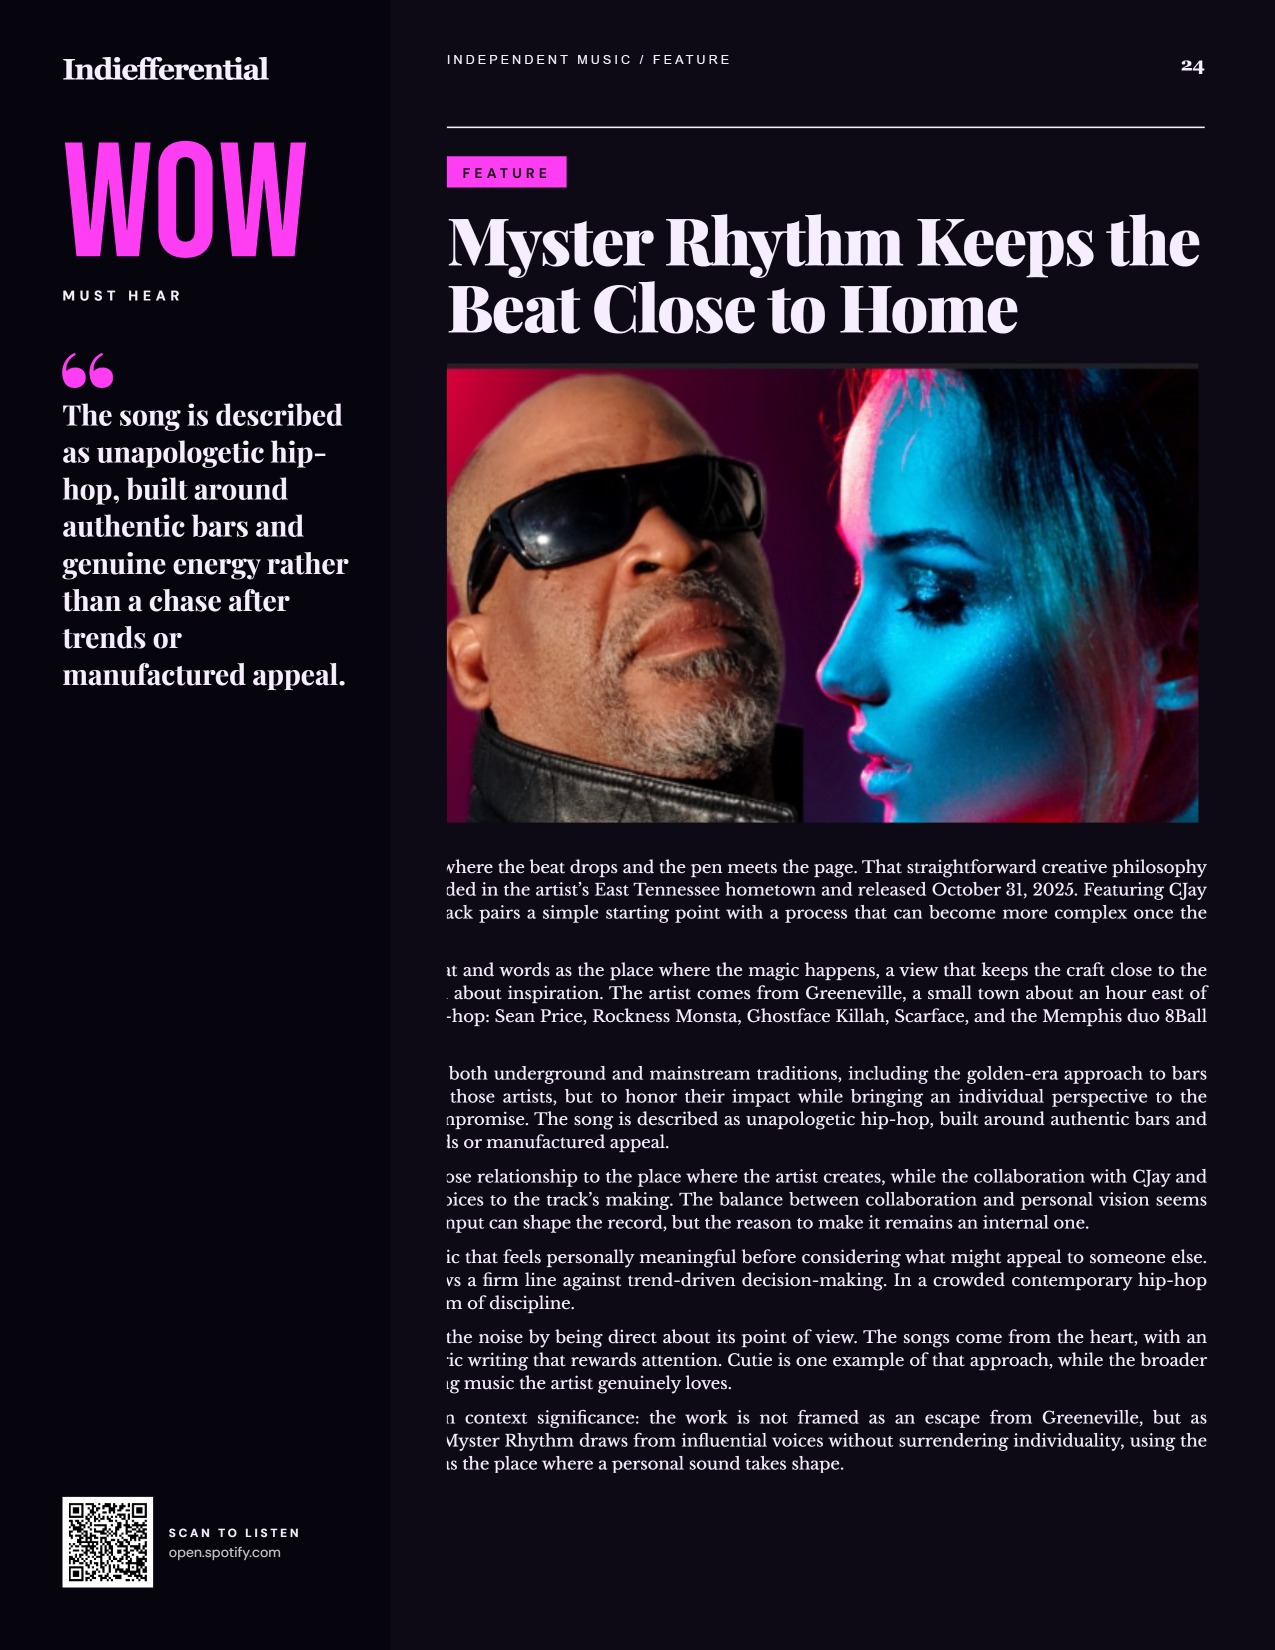 Indiefferential
INDEPENDENT MUSIC / FEATURE
24
WOW
MUST HEAR
“
The song is described
as unapologetic hip-
hop, built around
authentic bars and
genuine energy rather
than a chase after
trends or
manufactured appeal.
FEATURE
Myster Rhythm Keeps the
Beat Close to Home
where the beat drops and the pen meets the page. That straightforward creative philosophy
in the artist’s East Tennessee hometown and released October 31, 2025. Featuring CJay
pairs a simple starting point with a process that can become more complex once the
and words as the place where the magic happens, a view that keeps the craft close to the
about inspiration. The artist comes from Greeneville, a small town about an hour east of
-hop: Sean Price, Rockness Monsta, Ghostface Killah, Scarface, and the Memphis duo 8Ball
both underground and mainstream traditions, including the golden-era approach to bars
those artists, but to honor their impact while bringing an individual perspective to the
The song is described as unapologetic hip-hop, built around authentic bars and
or manufactured appeal.
relationship to the place where the artist creates, while the collaboration with CJay and
to the track’s making. The balance between collaboration and personal vision seems
can shape the record, but the reason to make it remains an internal one.
that feels personally meaningful before considering what might appeal to someone else.
a firm line against trend-driven decision-making. In a crowded contemporary hip-hop
of discipline.
the noise by being direct about its point of view. The songs come from the heart, with an
writing that rewards attention. Cutie is one example of that approach, while the broader
music the artist genuinely loves.
context significance: the work is not framed as an escape from Greeneville, but as
Myster Rhythm draws from influential voices without surrendering individuality, using the
as the place where a personal sound takes shape.
SCAN TO LISTEN
open.spotify.com